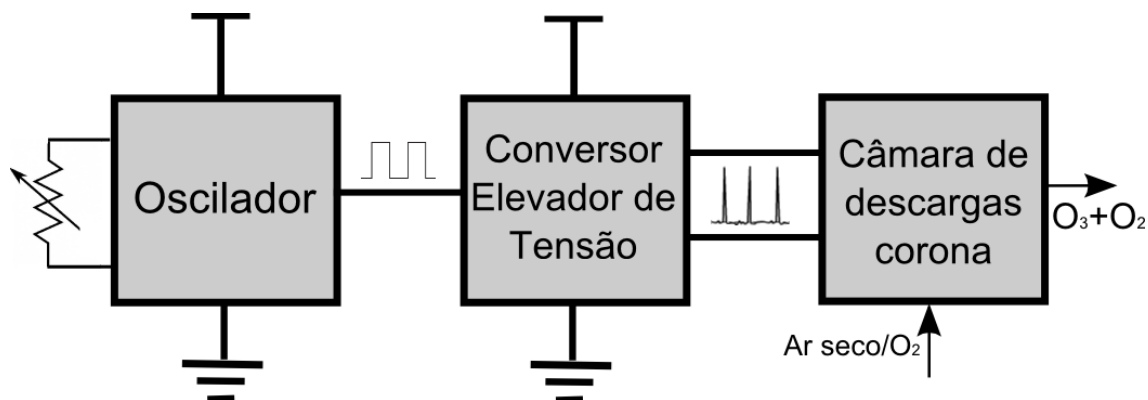 Oscilador
Conversor
Elevador de
Tensão
Câmara de
descargas
corona
O₃+O₂
Ar seco/O₂